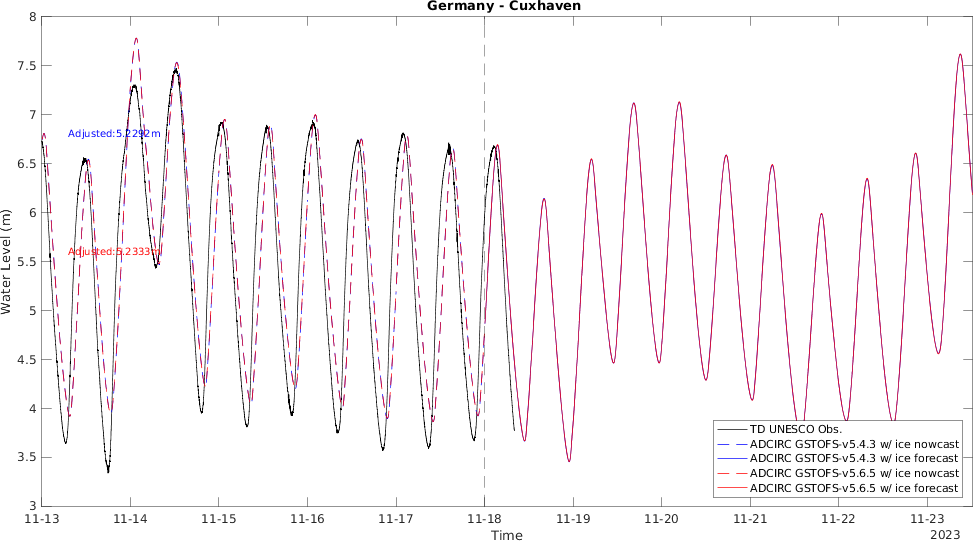 Germany - Cuxhaven
8
7.5
7
6.5
6
5.5
5
4.5
4
3.5
3
Water Level (m)
Adjusted:5.2292m
Adjusted:5.2333m
TD UNESCO Obs.
ADCIRC GSTOFS-v5.4.3 w/ ice nowcast
ADCIRC GSTOFS-v5.4.3 w/ ice forecast
ADCIRC GSTOFS-v5.6.5 w/ ice nowcast
ADCIRC GSTOFS-v5.6.5 w/ ice forecast
11-13 11-14 11-15 11-16 11-17 11-18 11-19 11-20 11-21 11-22 11-23
Time
2023